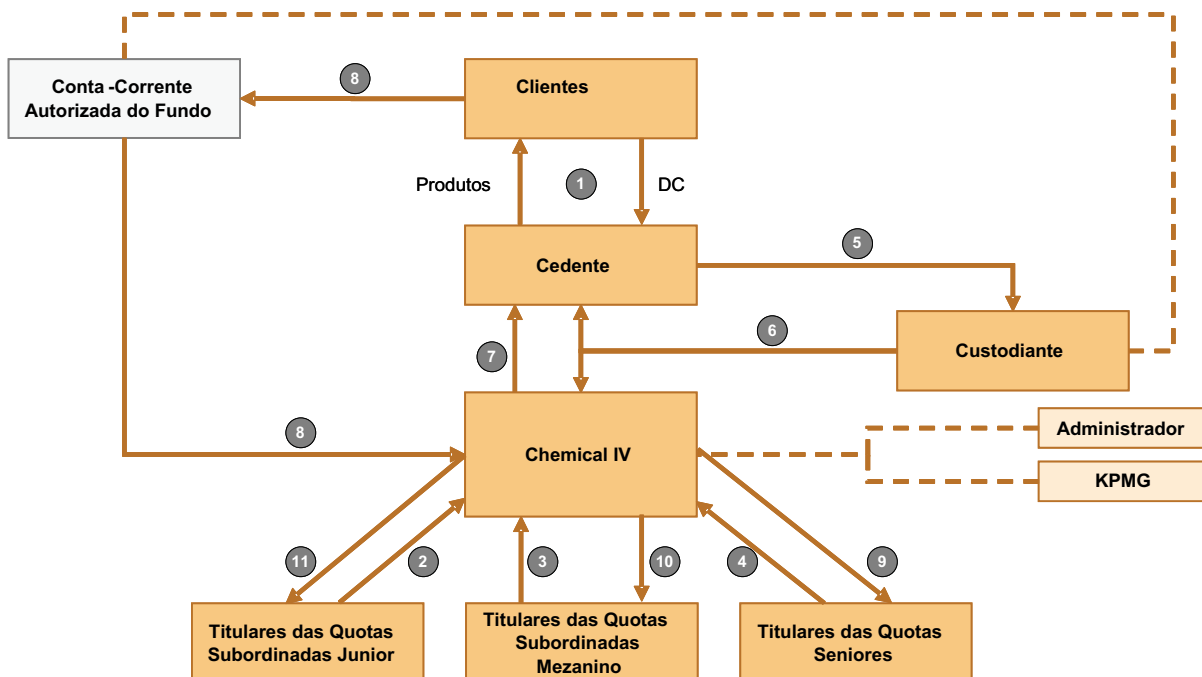 8
Clientes
Conta -Corrente
Autorizada do Fundo
Produtos
1
DC
5
Cedente
6
Custodiante
7
8
Chemical IV
Administrador
KPMG
11
2
3
10
4
9
Titulares das Quotas
Subordinadas Junior
Titulares das Quotas
Subordinadas
Mezanino
Titulares das Quotas
Seniores